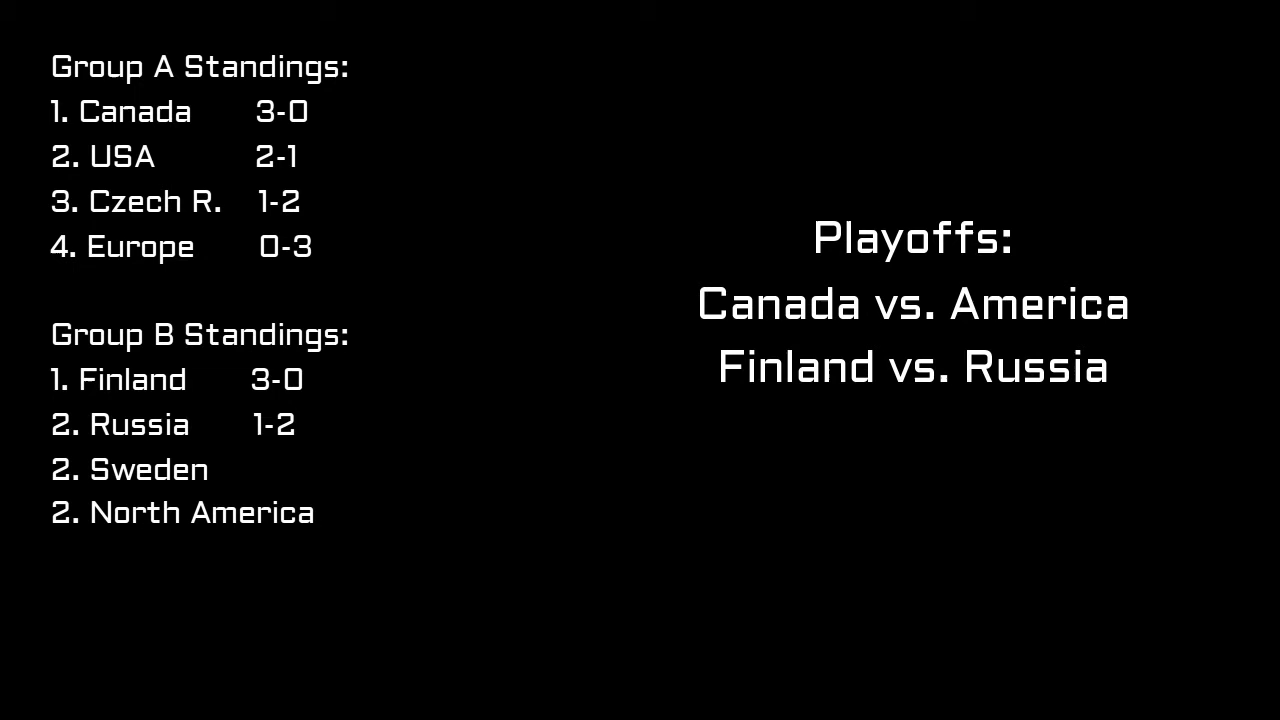 Group A Standings:
1. Canada 3-0
2. USA 2-1
3. Czech R. 1-2
4. Europe 0-3
Group B Standings:
1. Finland 3-0
2. Russia 1-2
2. Sweden
2. North America
Playoffs:
Canada vs. America
Finland vs. Russia